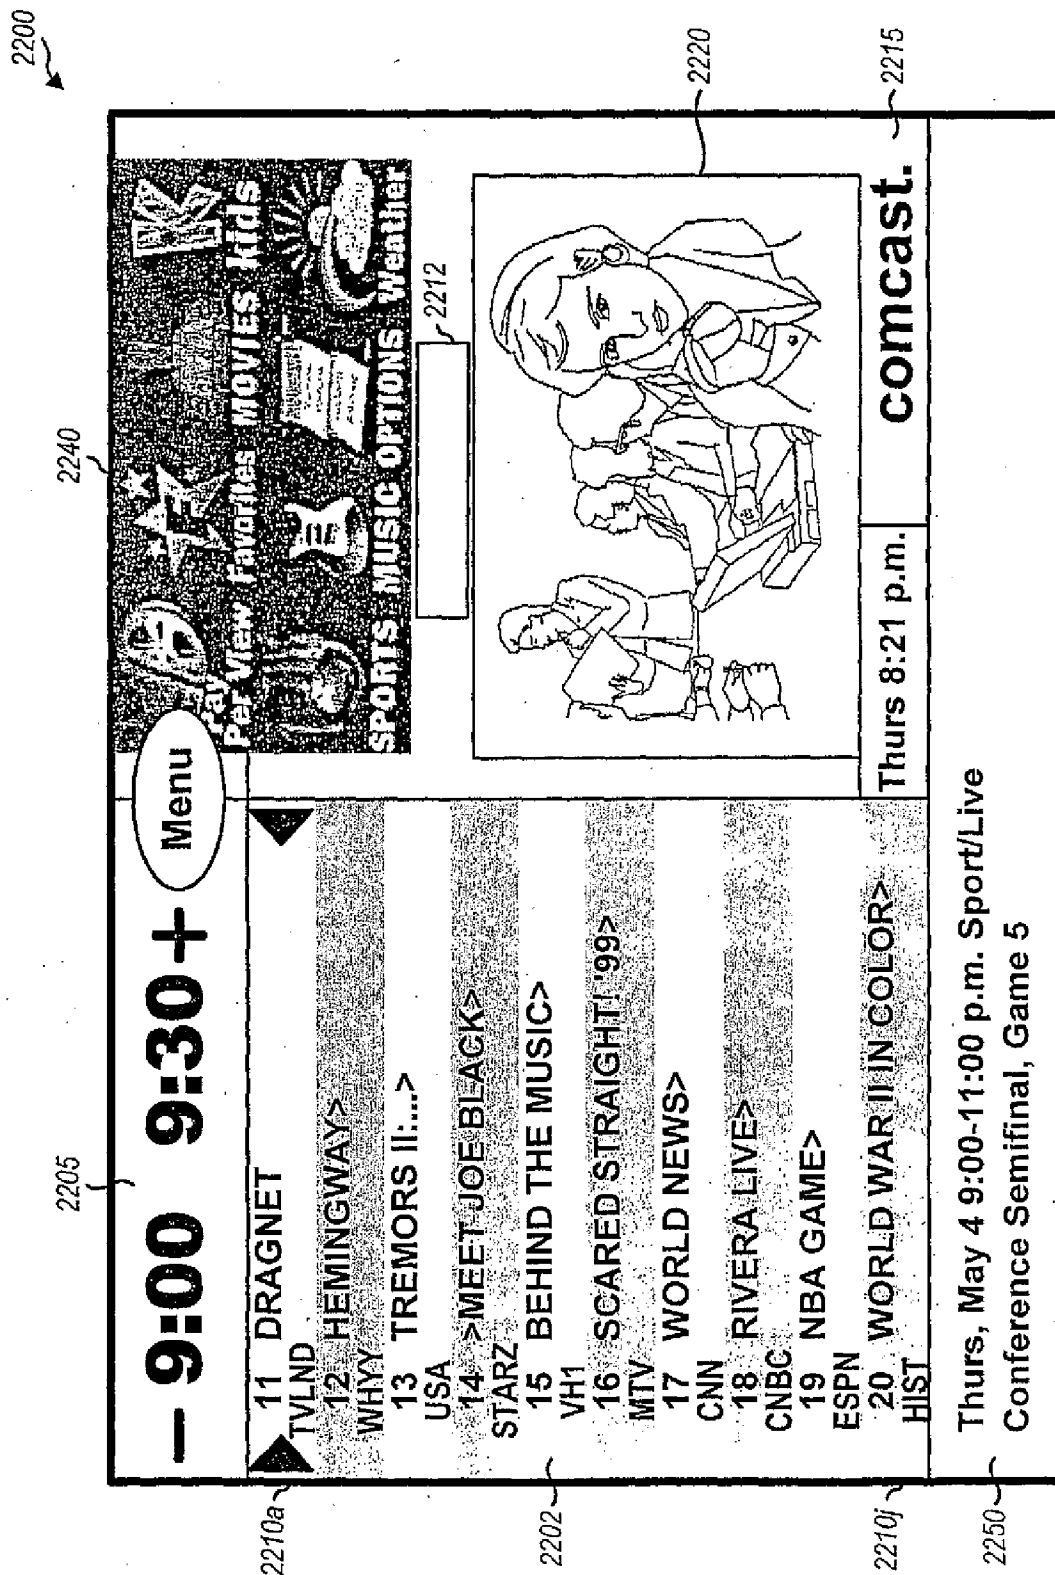 2200
2205
2240
− 9:00 9:30 +
Menu
Pay
Per View Favorites MOVIES Kids
SPORTS MUSIC OPTIONS Weather
2212
2210a
11 DRAGNET
TVLND
12 HEMINGWAY>
WHYY
13 TREMORS II:...>
USA
14 >MEET JOE BLACK>
STARZ
15 BEHIND THE MUSIC>
VH1
2202
16 SCARED STRAIGHT! '99>
MTV
17 WORLD NEWS>
CNN
18 RIVERA LIVE>
CNBC
19 NBA GAME>
ESPN
20 WORLD WAR II IN COLOR>
HIST
2210j
2220
Thurs 8:21 p.m.
comcast.
2215
Thurs, May 4 9:00-11:00 p.m. Sport/Live
Conference Semifinal, Game 5
2250